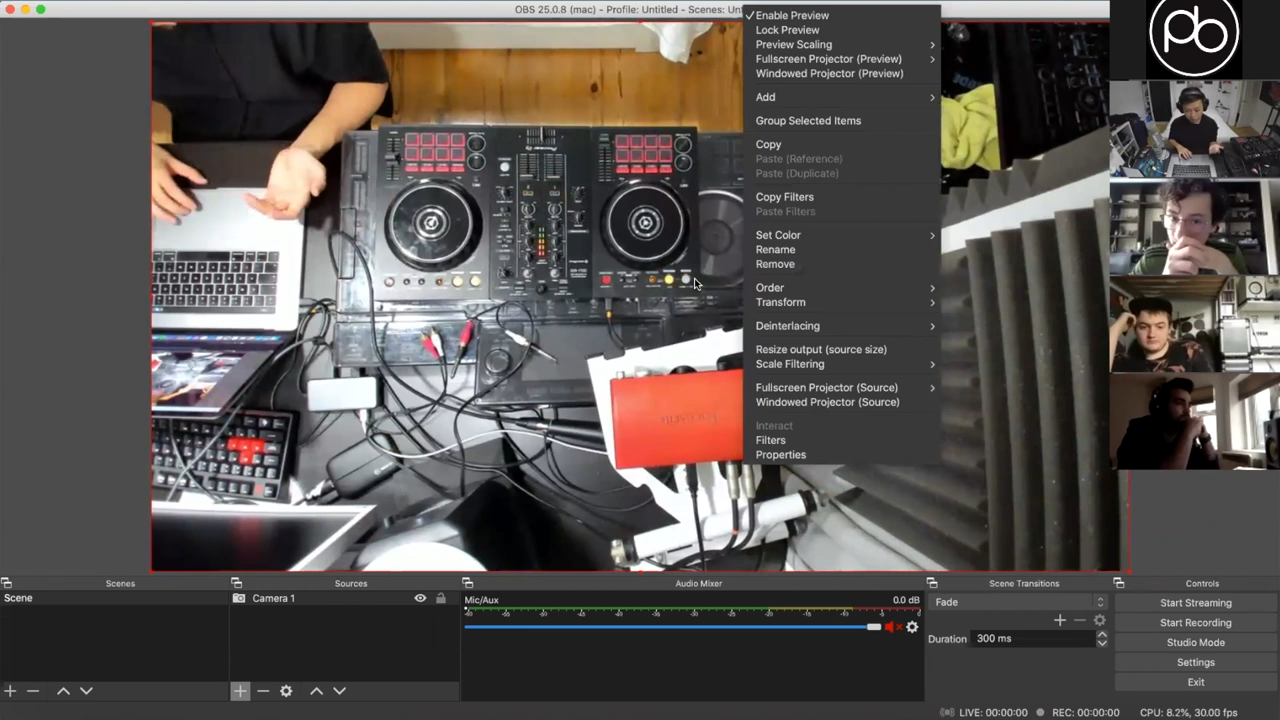 OBS 25.0.8 (mac) - Profile: Untitled - Scenes: Un
Enable Preview
Lock Preview
Preview Scaling
Fullscreen Projector (Preview)
Windowed Projector (Preview)
Add
Group Selected Items
Copy
Paste (Reference)
Paste (Duplicate)
Copy Filters
Paste Filters
Set Color
Rename
Remove
Order
Transform
Deinterlacing
Resize output (source size)
Scale Filtering
Fullscreen Projector (Source)
Windowed Projector (Source)
Interact
Filters
Properties
pb
Scenes
Scene
Sources
Camera 1
Audio Mixer
Mic/Aux
0.0 dB
Scene Transitions
Fade
Duration 300 ms
Controls
Start Streaming
Start Recording
Studio Mode
Settings
Exit
LIVE: 00:00:00 REC: 00:00:00 CPU: 8.2%, 30.00 fps